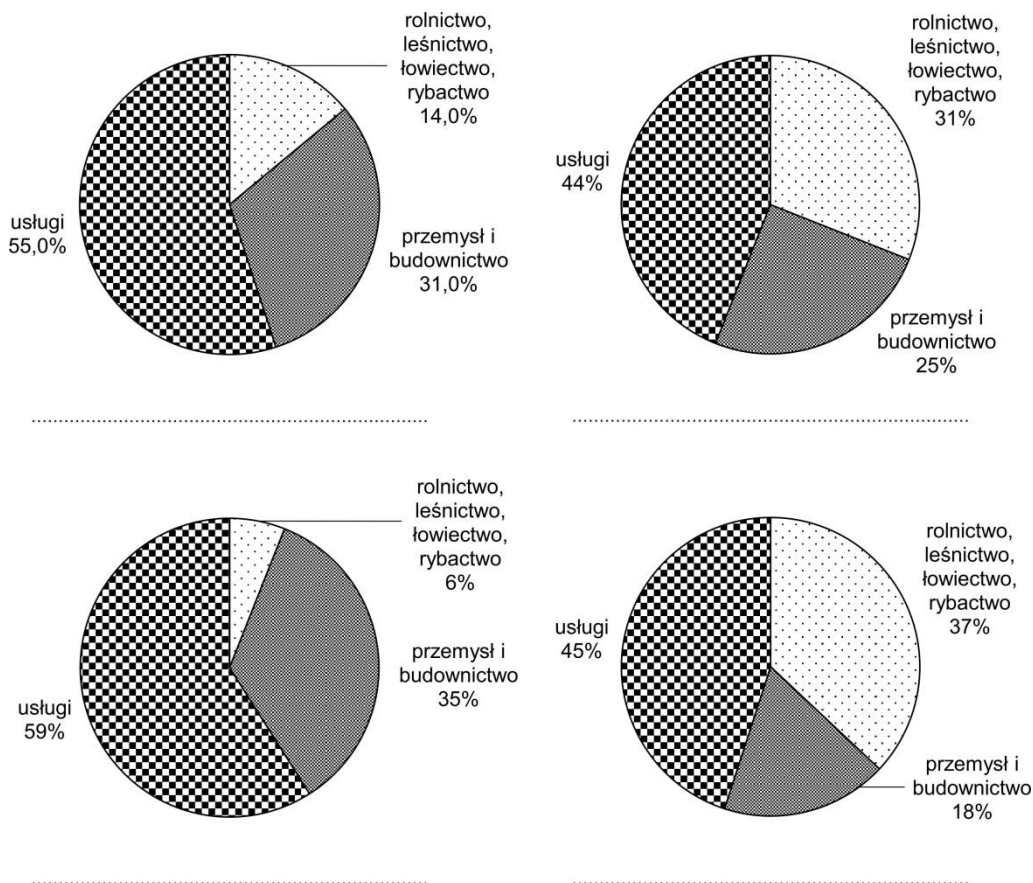 rolnictwo,
leśnictwo,
łowiectwo,
rybactwo
14,0%
usługi
55,0%
przemysł i
budownictwo
31,0%
rolnictwo,
leśnictwo,
łowiectwo,
rybactwo
31%
usługi
44%
przemysł i
budownictwo
25%
rolnictwo,
leśnictwo,
łowiectwo,
rybactwo
6%
przemysł i
budownictwo
35%
usługi
59%
rolnictwo,
leśnictwo,
łowiectwo,
rybactwo
37%
usługi
45%
przemysł i
budownictwo
18%